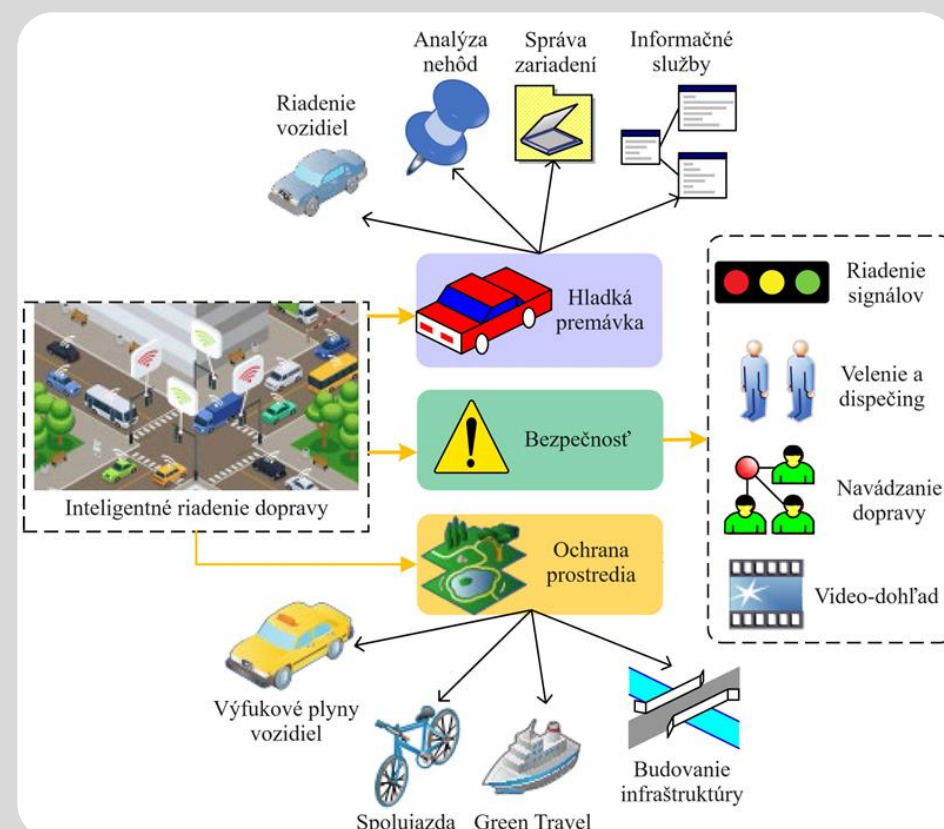 Analýza
nehôd
Správa
zariadení
Informačné
služby
Riadenie
vozidiel
Hladká
premávka
Riadenie
signálov
Velenie a
dispečing
Bezpečnosť
Inteligentné riadenie dopravy
Navádzanie
dopravy
Ochrana
prostredia
Video-dohľad
Výfukové plyny
vozidiel
Spolujazda
Green Travel
Budovanie
infraštruktúry